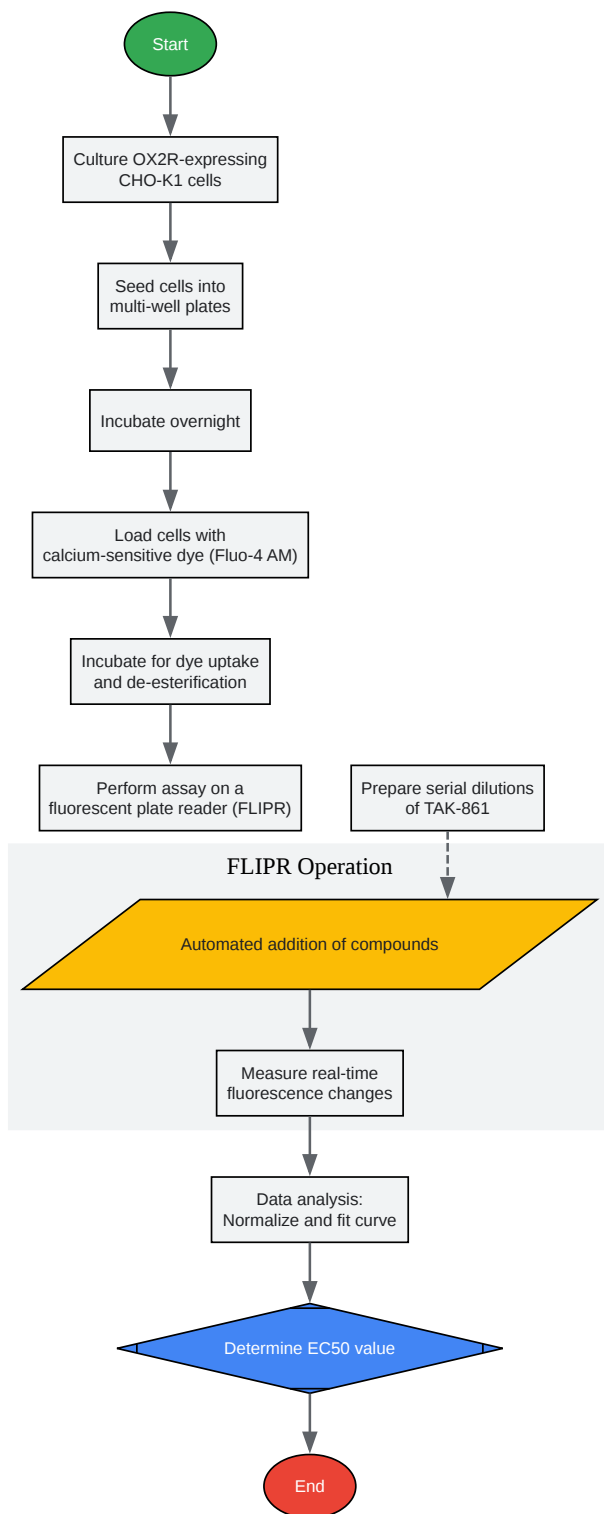 Start
Culture OX2R-expressing
CHO-K1 cells
Seed cells into
multi-well plates
Incubate overnight
Load cells with
calcium-sensitive dye (Fluo-4 AM)
Incubate for dye uptake
and de-esterification
Perform assay on a
fluorescent plate reader (FLIPR)
Prepare serial dilutions
of TAK-861
FLIPR Operation
Automated addition of compounds
Measure real-time
fluorescence changes
Data analysis:
Normalize and fit curve
Determine EC50 value
End